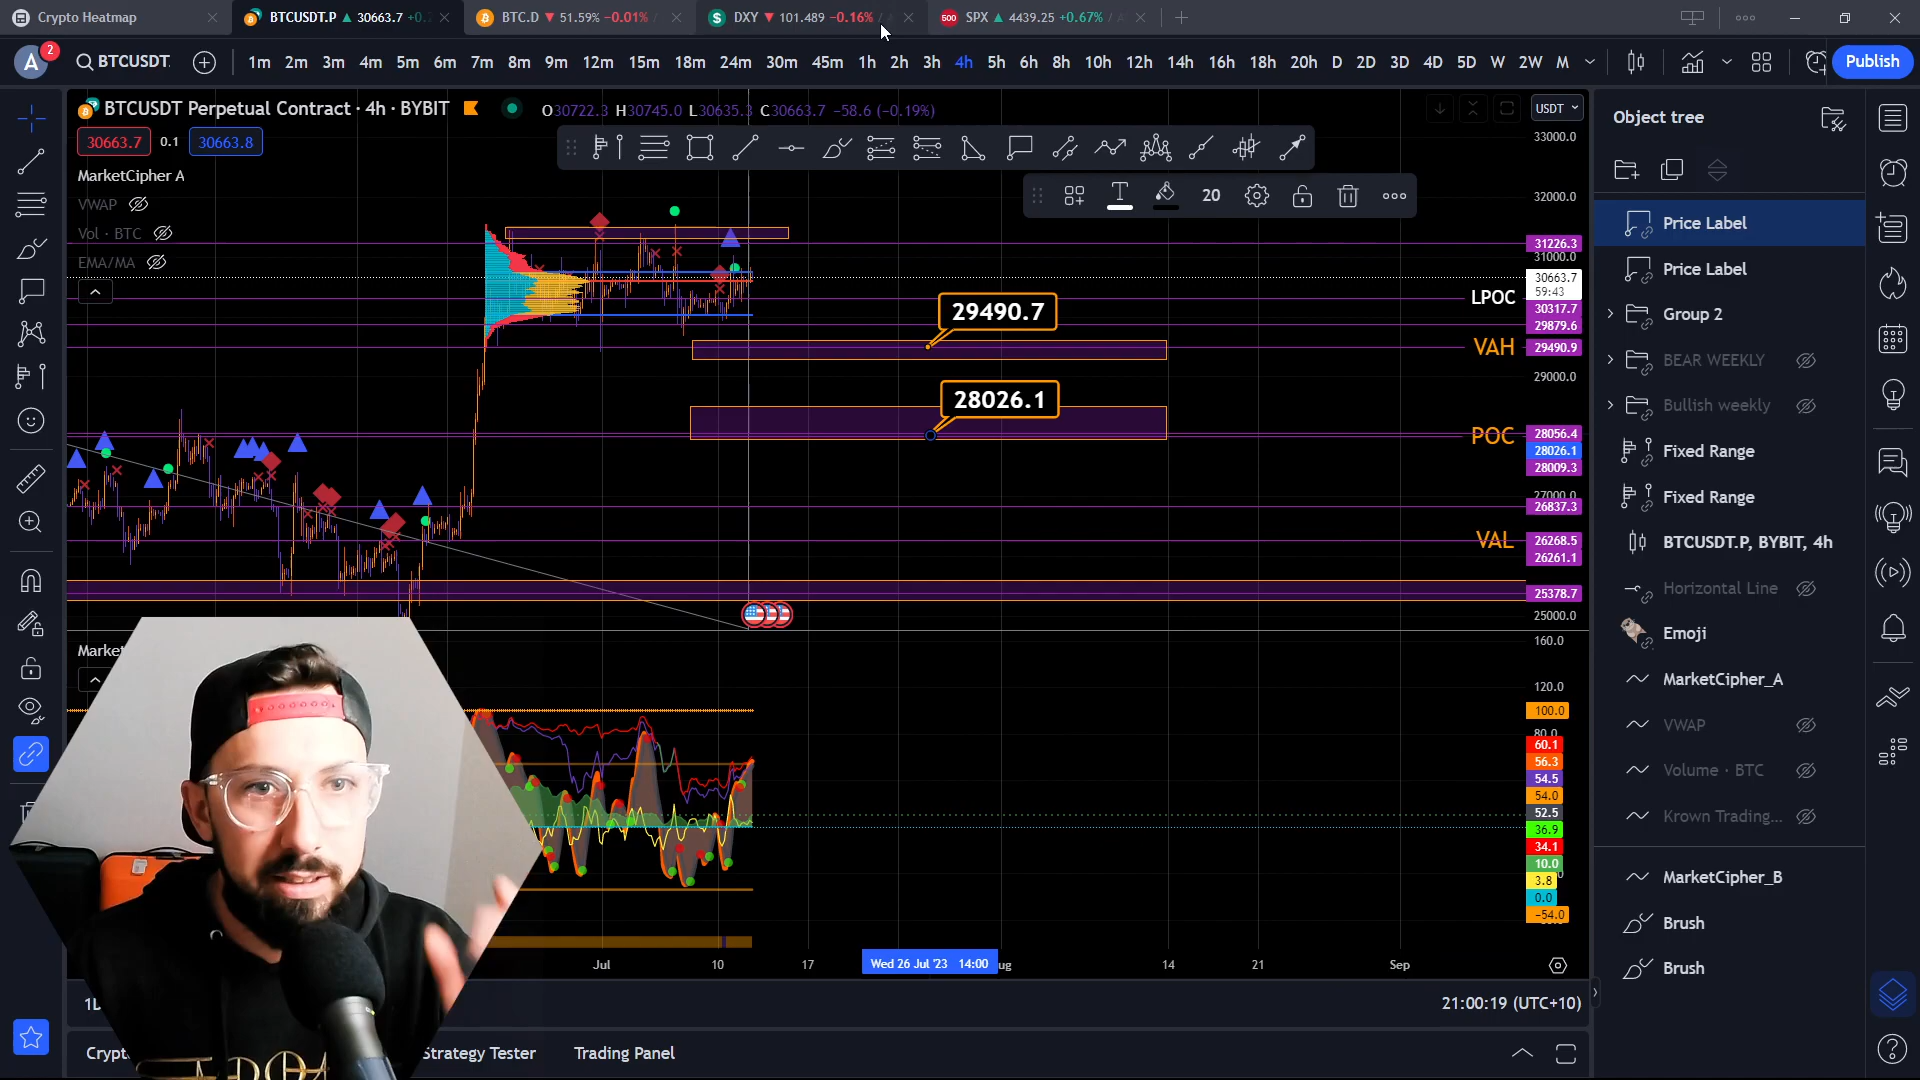 Crypto Heatmap
BTCUSDT.P ▲ 30663.7 +0.
BTC.D ▼ 51.59% −0.01% /
DXY ▼ 101.489 −0.16% /
SPX ▲ 4439.25 +0.67% /
A 2 BTCUSDT. 1m 2m 3m 4m 5m 6m 7m 8m 9m 12m 15m 18m 24m 30m 45m 1h 2h 3h 4h 5h 6h 8h 10h 12h 14h 16h 18h 20h D 2D 3D 4D 5D W 2W M Publish
BTCUSDT Perpetual Contract · 4h · BYBIT O30722.3 H30745.0 L30635.3 C30663.7 −58.6 (−0.19%)
USDT
30663.7 0.1 30663.8
MarketCipher A
VWAP
Vol · BTC
EMA/MA
20
33000.0
32000.0
31226.3
31000.0
30663.7
59:43
LPOC
30317.7
29879.6
29490.7
VAH 29490.9
29000.0
28026.1
POC 28056.4
28026.1
28009.3
27000.0
26837.3
VAL 26268.5
26261.1
25378.7
25000.0
Marke
160.0
120.0
100.0
80.0
60.1
56.3
54.5
54.0
52.5
36.9
34.1
10.0
3.8
0.0
−54.0
Jul 10 17 Wed 26 Jul '23 14:00 ug 14 21 Sep
1D
21:00:19 (UTC+10)
Crypt Strategy Tester Trading Panel
Object tree
Price Label
Price Label
Group 2
BEAR WEEKLY
Bullish weekly
Fixed Range
Fixed Range
BTCUSDT.P, BYBIT, 4h
Horizontal Line
Emoji
MarketCipher_A
VWAP
Volume · BTC
Krown Trading...
MarketCipher_B
Brush
Brush